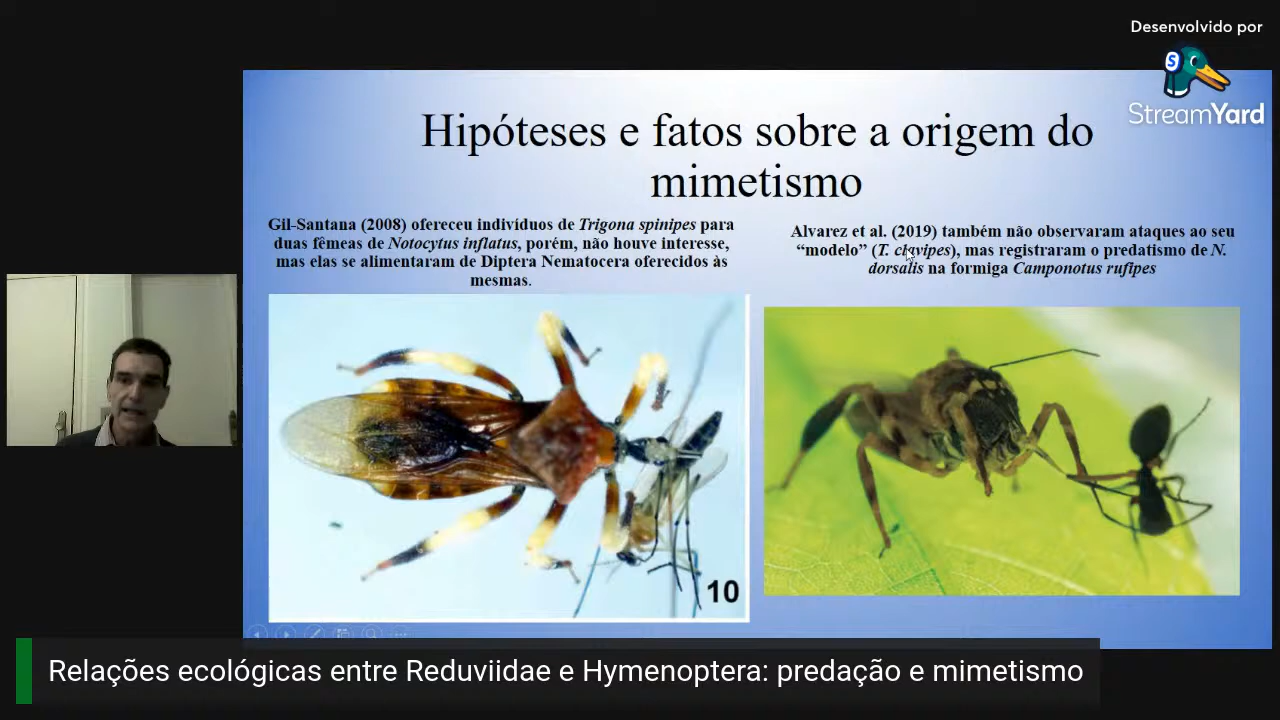 Desenvolvido por
StreamYard
Hipóteses e fatos sobre a origem do
mimetismo
Gil-Santana (2008) ofereceu indivíduos de Trigona spinipes para
duas fêmeas de Notocytus inflatus, porém, não houve interesse,
mas elas se alimentaram de Diptera Nematocera oferecidos às
mesmas.
Alvarez et al. (2019) também não observaram ataques ao seu
“modelo” (T. clavipes), mas registraram o predatismo de N.
dorsalis na formiga Camponotus rufipes
10
Relações ecológicas entre Reduviidae e Hymenoptera: predação e mimetismo